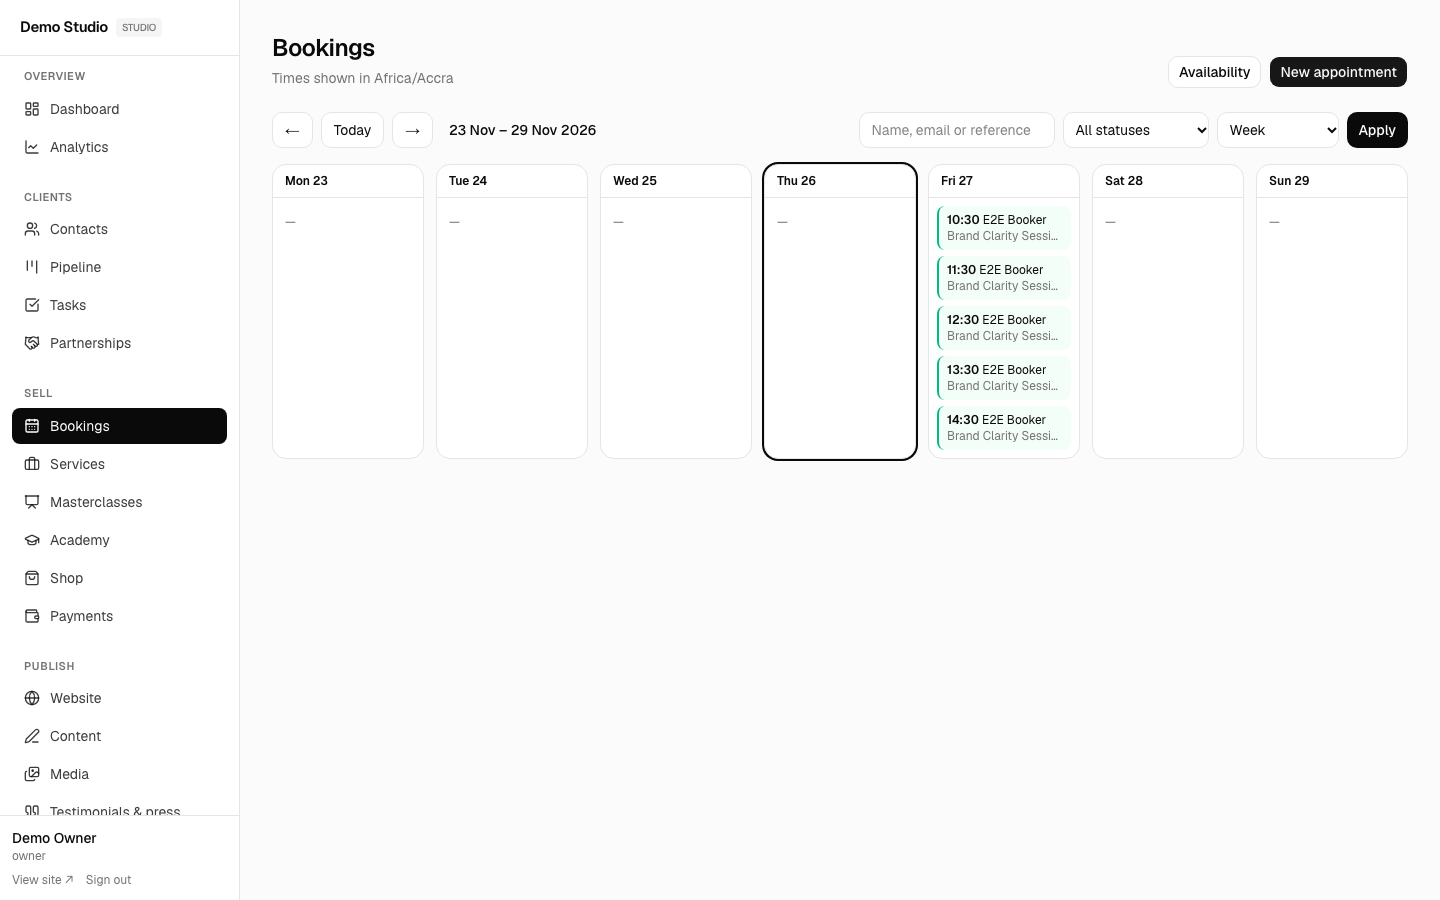 Demo Studio STUDIO
OVERVIEW
Dashboard
Analytics
CLIENTS
Contacts
Pipeline
Tasks
Partnerships
SELL
Bookings
Services
Masterclasses
Academy
Shop
Payments
PUBLISH
Website
Content
Media
Testimonials & press
Demo Owner
owner
View site ↗ Sign out
Bookings
Times shown in Africa/Accra
Availability New appointment
← Today → 23 Nov – 29 Nov 2026 Name, email or reference All statuses Week Apply
Mon 23 Tue 24 Wed 25 Thu 26 Fri 27 Sat 28 Sun 29
— — — — — —
10:30 E2E Booker
Brand Clarity Sessi...
11:30 E2E Booker
Brand Clarity Sessi...
12:30 E2E Booker
Brand Clarity Sessi...
13:30 E2E Booker
Brand Clarity Sessi...
14:30 E2E Booker
Brand Clarity Sessi...